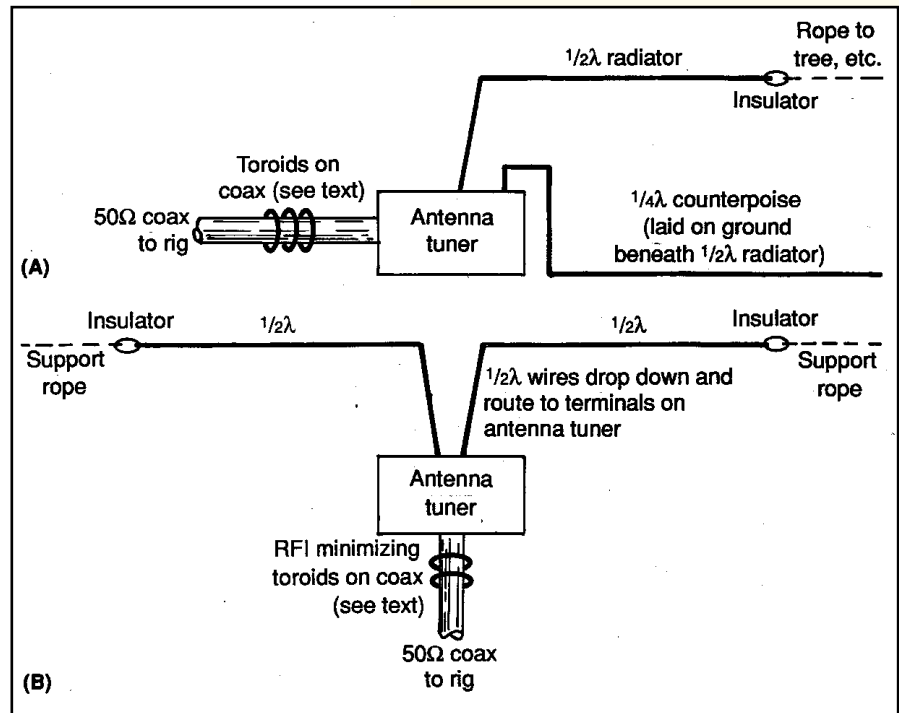 Rope to
tree, etc.
1/2λ radiator
Insulator
Toroids on
coax (see text)
50Ω coax
to rig
Antenna
tuner
1/4λ counterpoise
(laid on ground
beneath 1/2λ radiator)
(A)
Insulator
1/2λ
1/2λ
Insulator
Support
rope
Support
rope
1/2λ wires drop down and
route to terminals on
antenna tuner
Antenna
tuner
RFI minimizing
toroids on coax
(see text)
50Ω coax
to rig
(B)